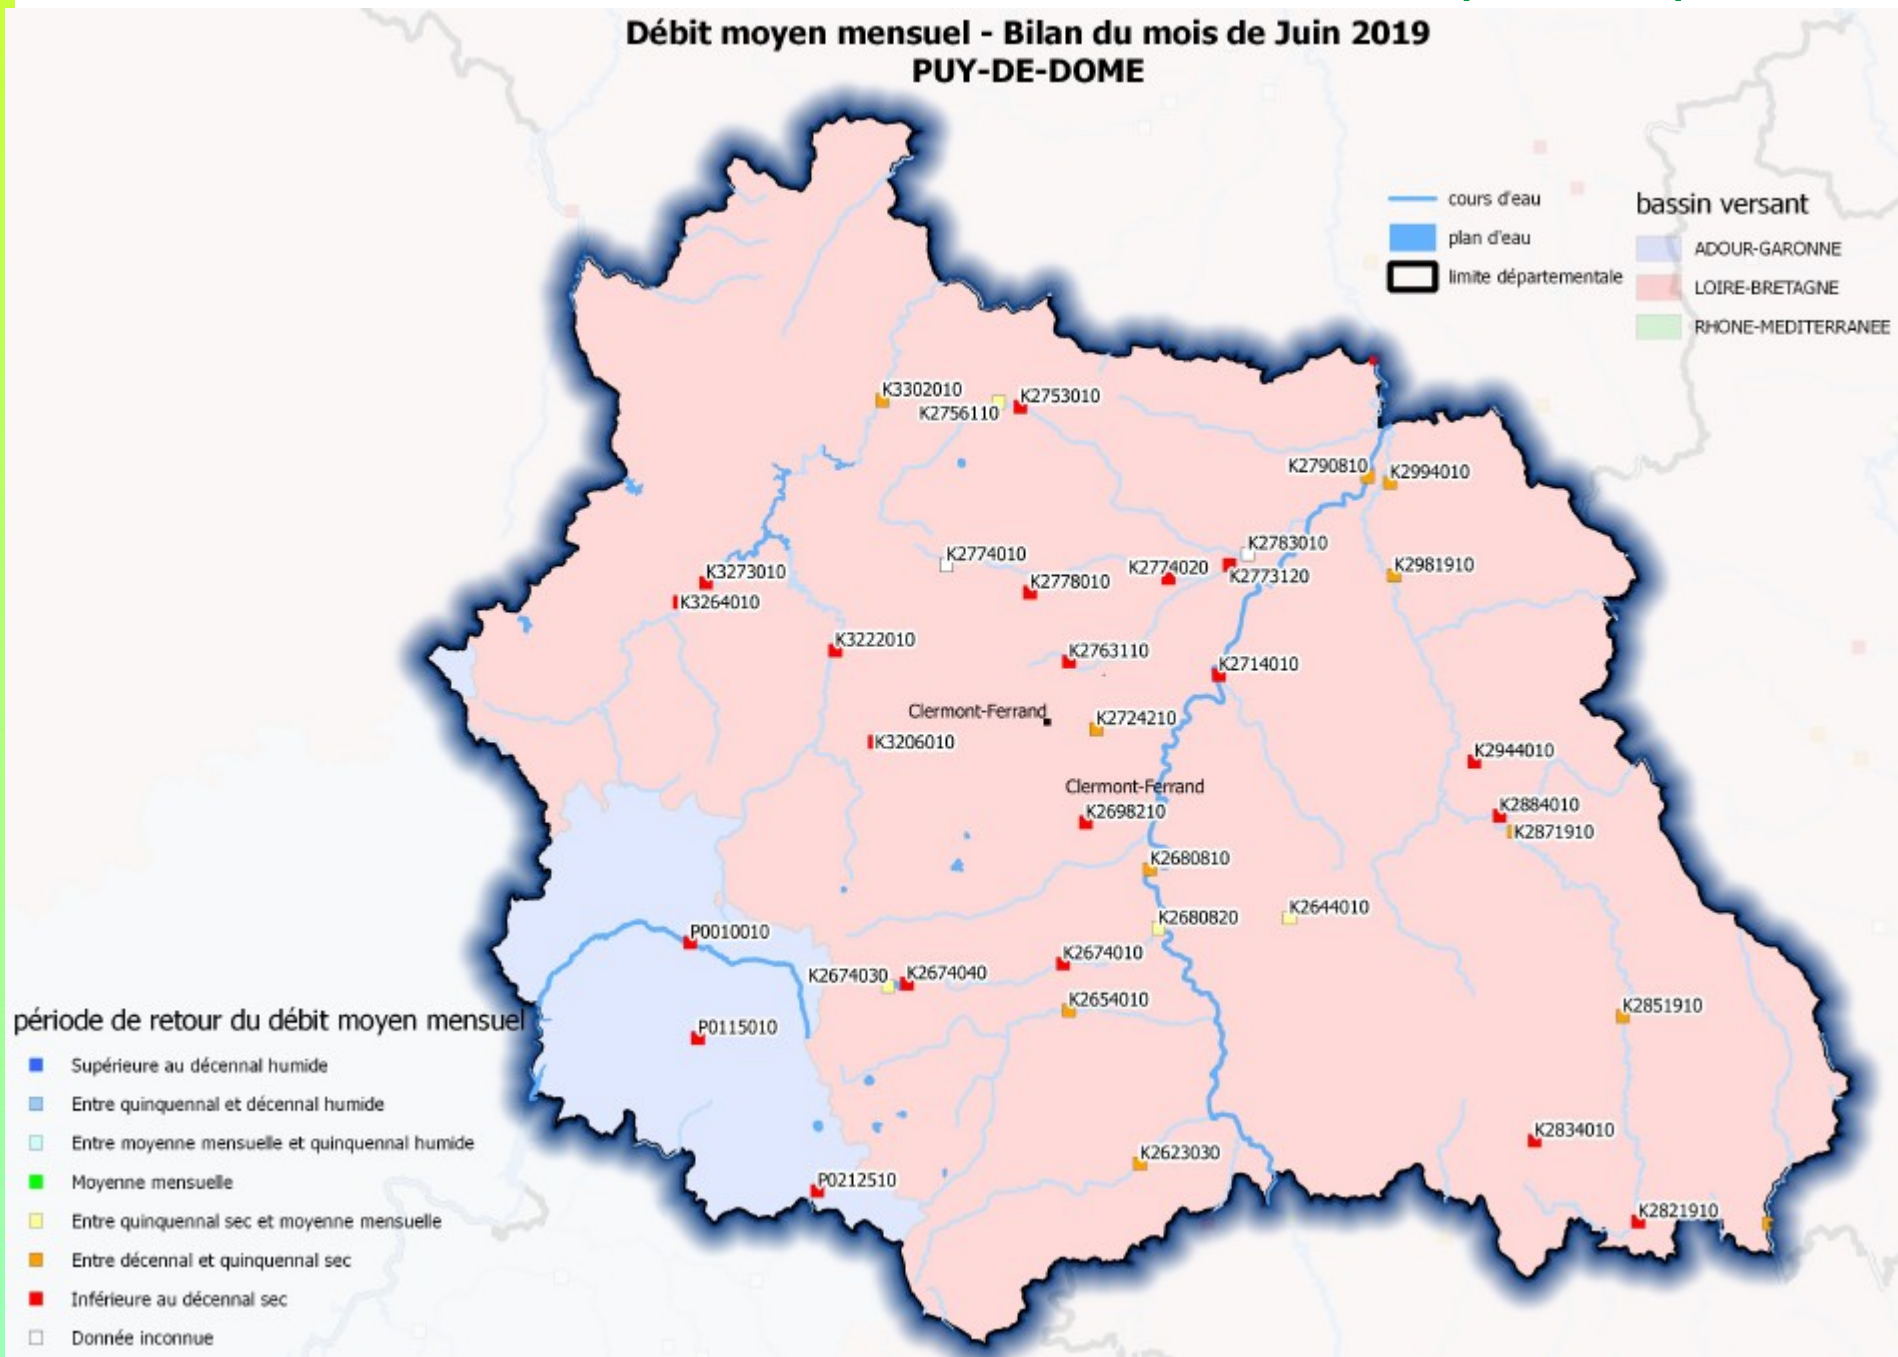 Débit moyen mensuel - Bilan du mois de Juin 2019
PUY-DE-DOME
cours d'eau
plan d'eau
limite départementale
bassin versant
ADOUR-GARONNE
LOIRE-BRETAGNE
RHONE-MEDITERRANEE
K3302010
K2756110
K2753010
K2790810
K2994010
K2774010
K2783010
K2774020
K2773120
K2981910
K3273010
K2778010
K3264010
K3222010
K2763110
K2714010
Clermont-Ferrand
K2724210
K3206010
K2944010
Clermont-Ferrand
K2698210
K2884010
K2871910
K2680810
K2644010
K2680820
P0010010
K2674010
K2674030
K2674040
K2654010
K2851910
P0115010
K2834010
K2623030
P0212510
K2821910
période de retour du débit moyen mensuel
Supérieure au décennal humide
Entre quinquennal et décennal humide
Entre moyenne mensuelle et quinquennal humide
Moyenne mensuelle
Entre quinquennal sec et moyenne mensuelle
Entre décennal et quinquennal sec
Inférieure au décennal sec
Donnée inconnue